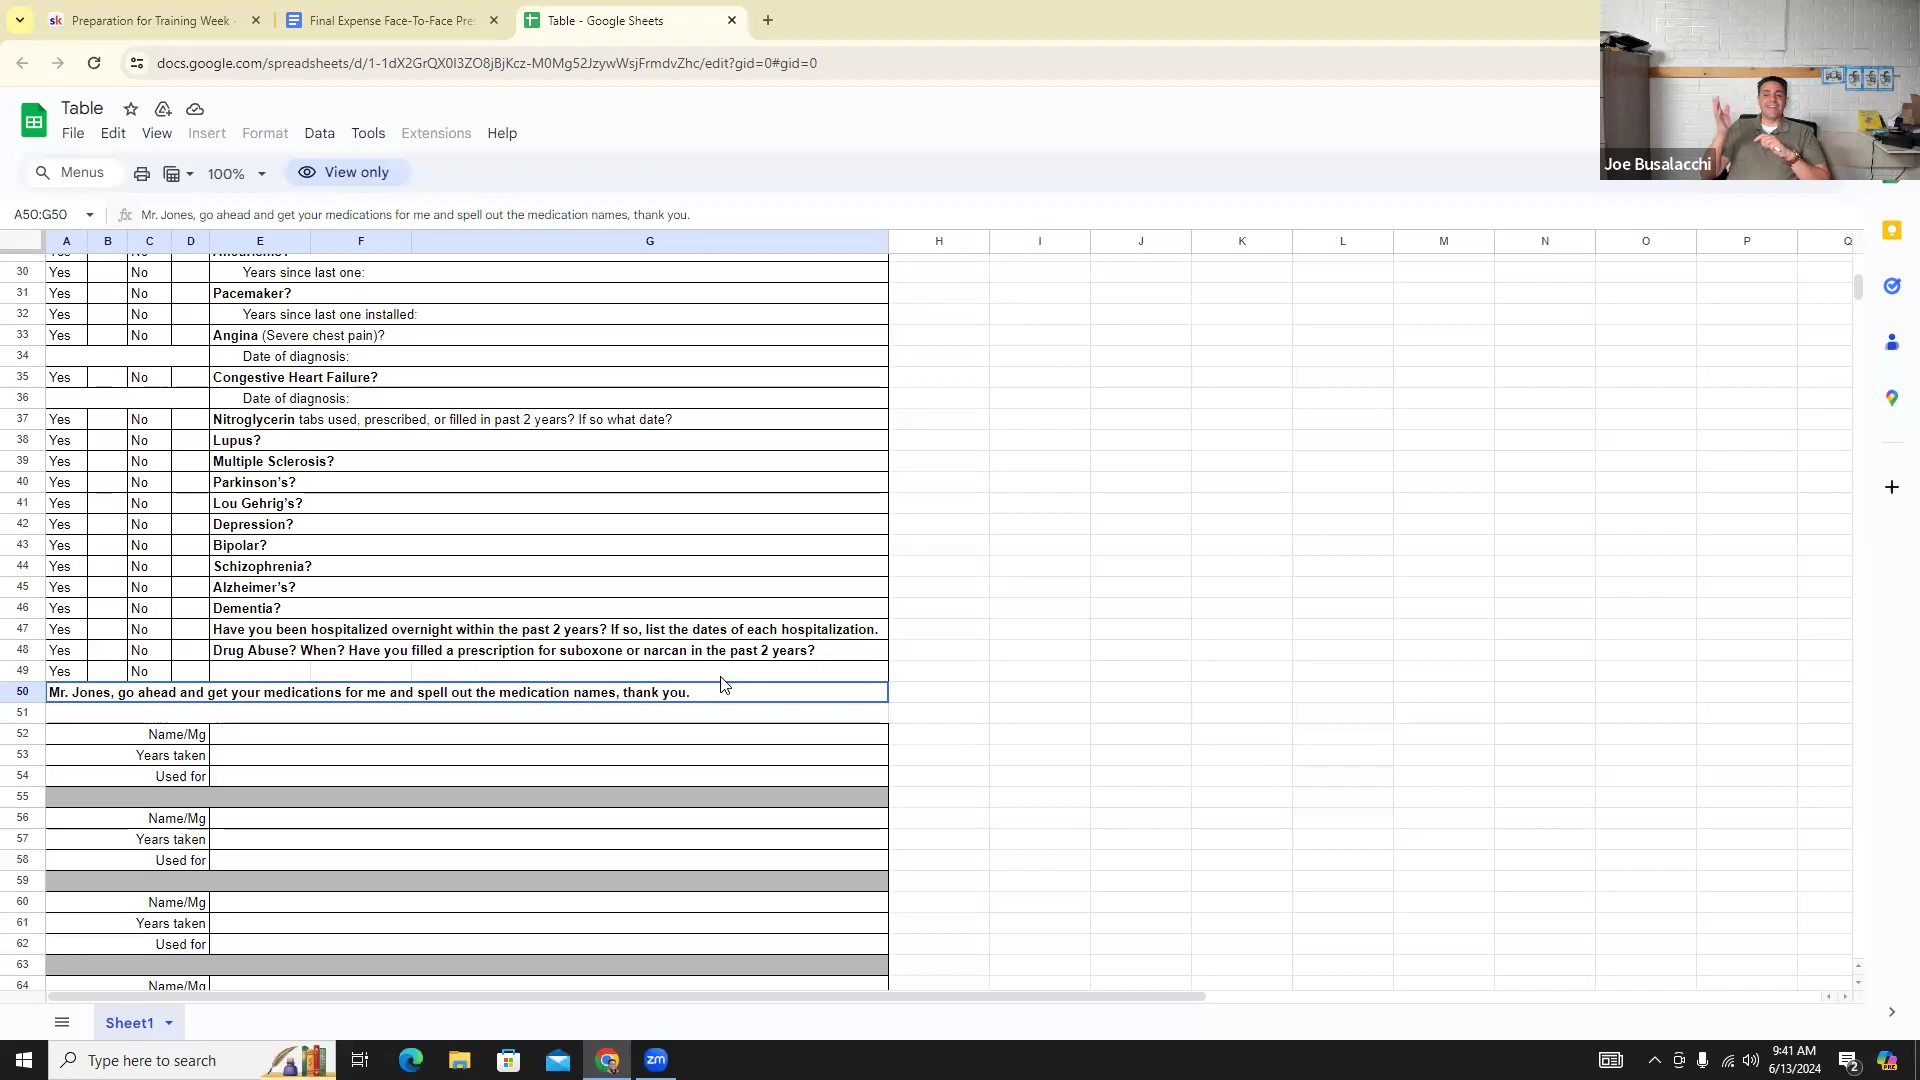 sk Preparation for Training Week -
Final Expense Face-To-Face Pre
Table - Google Sheets
docs.google.com/spreadsheets/d/1-1dX2GrQX0I3ZO8jBjKcz-M0Mg52JzywWsjFrmdvZhc/edit?gid=0#gid=0
Joe Busalacchi
Table
File Edit View Insert Format Data Tools Extensions Help
Menus 100% View only
A50:G50 fx Mr. Jones, go ahead and get your medications for me and spell out the medication names, thank you.
A B C D E F G H I J K L M N O P Q
30 Yes No Years since last one:
31 Yes No Pacemaker?
32 Yes No Years since last one installed:
33 Yes No Angina (Severe chest pain)?
34 Date of diagnosis:
35 Yes No Congestive Heart Failure?
36 Date of diagnosis:
37 Yes No Nitroglycerin tabs used, prescribed, or filled in past 2 years? If so what date?
38 Yes No Lupus?
39 Yes No Multiple Sclerosis?
40 Yes No Parkinson's?
41 Yes No Lou Gehrig's?
42 Yes No Depression?
43 Yes No Bipolar?
44 Yes No Schizophrenia?
45 Yes No Alzheimer's?
46 Yes No Dementia?
47 Yes No Have you been hospitalized overnight within the past 2 years? If so, list the dates of each hospitalization.
48 Yes No Drug Abuse? When? Have you filled a prescription for suboxone or narcan in the past 2 years?
49 Yes No
50 Mr. Jones, go ahead and get your medications for me and spell out the medication names, thank you.
51
52 Name/Mg
53 Years taken
54 Used for
55
56 Name/Mg
57 Years taken
58 Used for
59
60 Name/Mg
61 Years taken
62 Used for
63
64 Name/Mg
Sheet1
Type here to search
zm
9:41 AM
6/13/2024
2
PRE